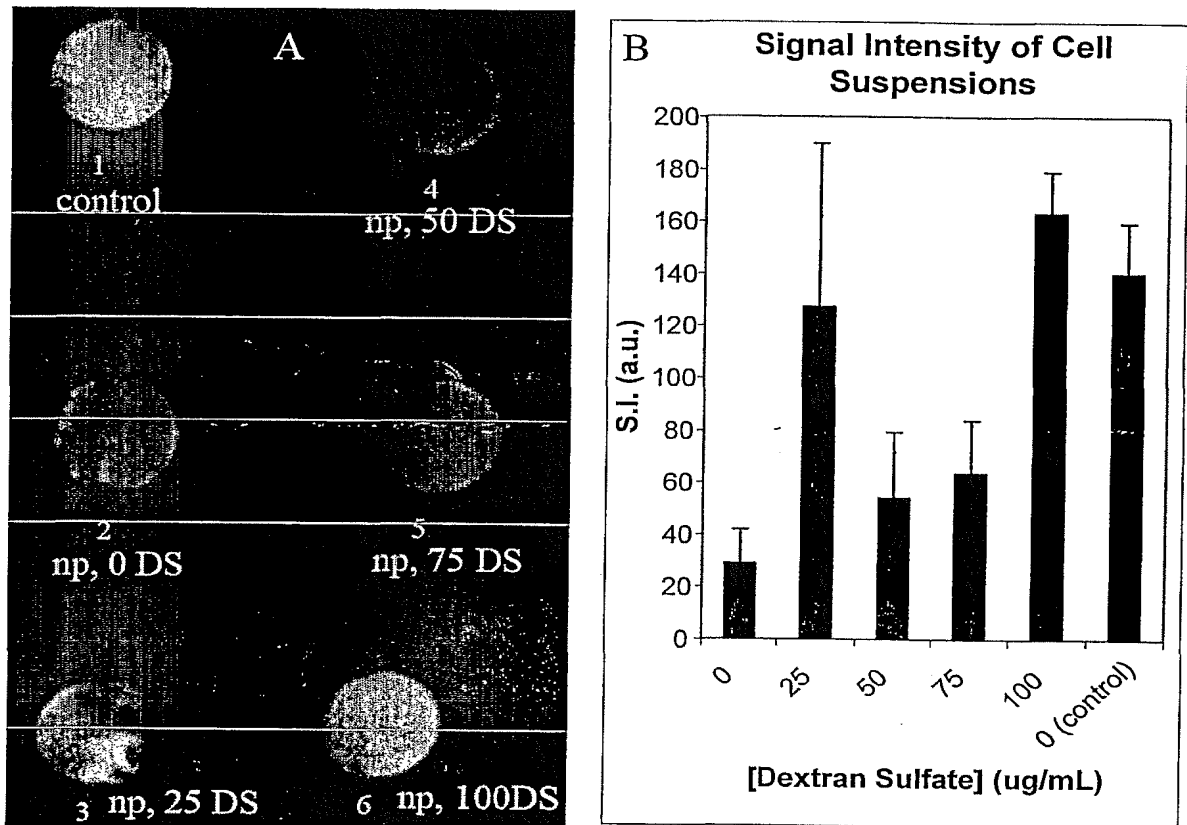 A
1
control
4
np, 50 DS
2
np, 0 DS
5
np, 75 DS
3 np, 25 DS
6 np, 100DS
B
Signal Intensity of Cell
Suspensions
S.I. (a.u.)
200
180
160
140
120
100
80
60
40
20
0
0
25
50
75
100
0 (control)
[Dextran Sulfate] (ug/mL)